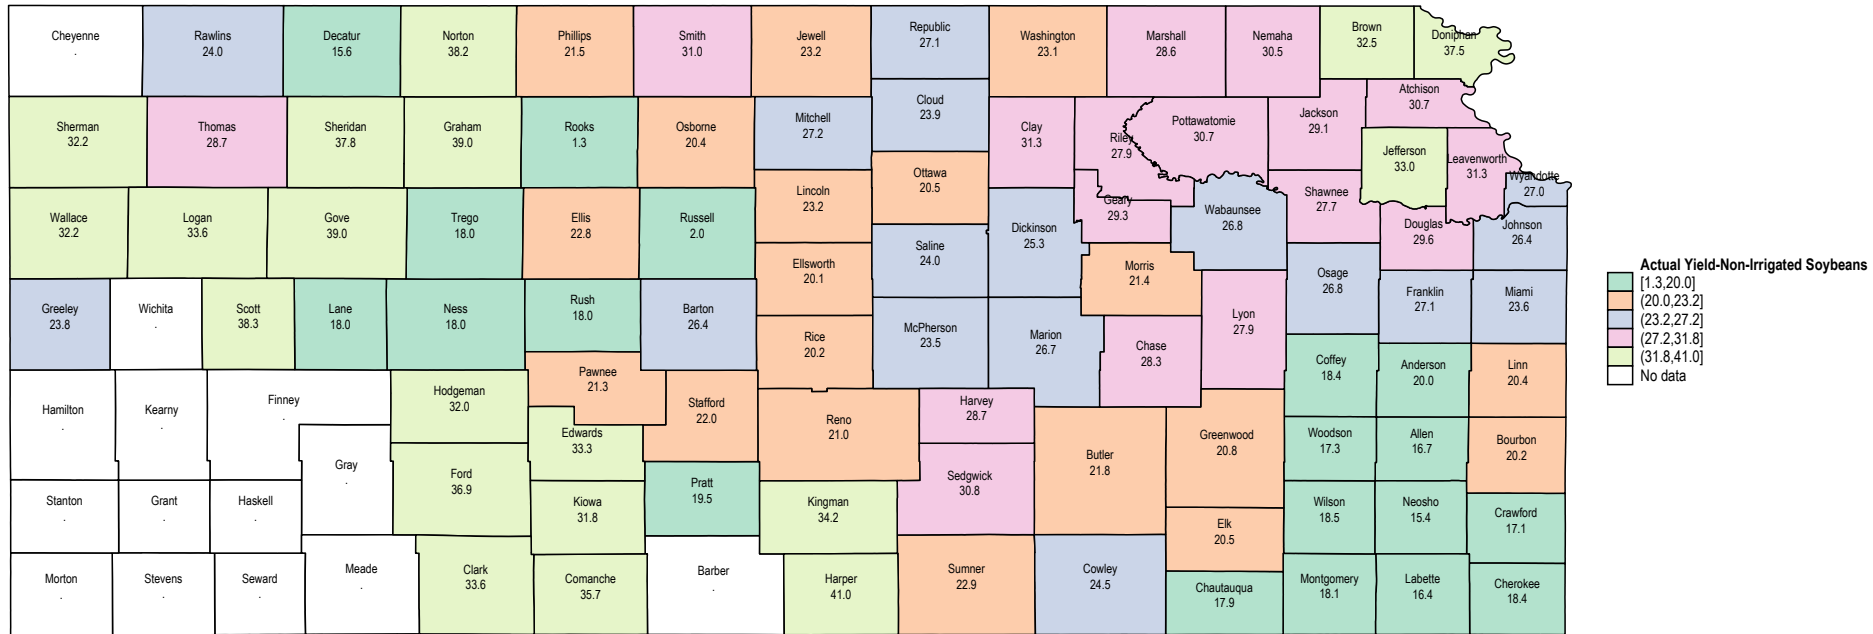 Cheyenne
.
Rawlins
24.0
Decatur
15.6
Norton
38.2
Phillips
21.5
Smith
31.0
Jewell
23.2
Republic
27.1
Washington
23.1
Marshall
28.6
Nemaha
30.5
Brown
32.5
Doniphan
37.5
Sherman
32.2
Thomas
28.7
Sheridan
37.8
Graham
39.0
Rooks
1.3
Osborne
20.4
Mitchell
27.2
Cloud
23.9
Clay
31.3
Riley
27.9
Pottawatomie
30.7
Jackson
29.1
Atchison
30.7
Jefferson
33.0
Leavenworth
31.3
Wyandotte
27.0
Wallace
32.2
Logan
33.6
Gove
39.0
Trego
18.0
Ellis
22.8
Russell
2.0
Lincoln
23.2
Ottawa
20.5
Saline
24.0
Dickinson
25.3
Geary
29.3
Wabaunsee
26.8
Shawnee
27.7
Douglas
29.6
Johnson
26.4
Greeley
23.8
Wichita
.
Scott
38.3
Lane
18.0
Ness
18.0
Rush
18.0
Barton
26.4
Ellsworth
20.1
Rice
20.2
McPherson
23.5
Marion
26.7
Morris
21.4
Chase
28.3
Lyon
27.9
Osage
26.8
Franklin
27.1
Miami
23.6
Hamilton
.
Kearny
.
Finney
.
Gray
.
Hodgeman
32.0
Pawnee
21.3
Edwards
33.3
Stafford
22.0
Reno
21.0
Harvey
28.7
Sedgwick
30.8
Butler
21.8
Greenwood
20.8
Coffey
18.4
Anderson
20.0
Linn
20.4
Woodson
17.3
Allen
16.7
Bourbon
20.2
Stanton
.
Grant
.
Haskell
.
Ford
36.9
Kiowa
31.8
Pratt
19.5
Kingman
34.2
Elk
20.5
Wilson
18.5
Neosho
15.4
Crawford
17.1
Morton
.
Stevens
.
Seward
.
Meade
.
Clark
33.6
Comanche
35.7
Barber
.
Harper
41.0
Sumner
22.9
Cowley
24.5
Chautauqua
17.9
Montgomery
18.1
Labette
16.4
Cherokee
18.4
Actual Yield-Non-Irrigated Soybeans
[1.3,20.0]
(20.0,23.2]
(23.2,27.2]
(27.2,31.8]
(31.8,41.0]
No data